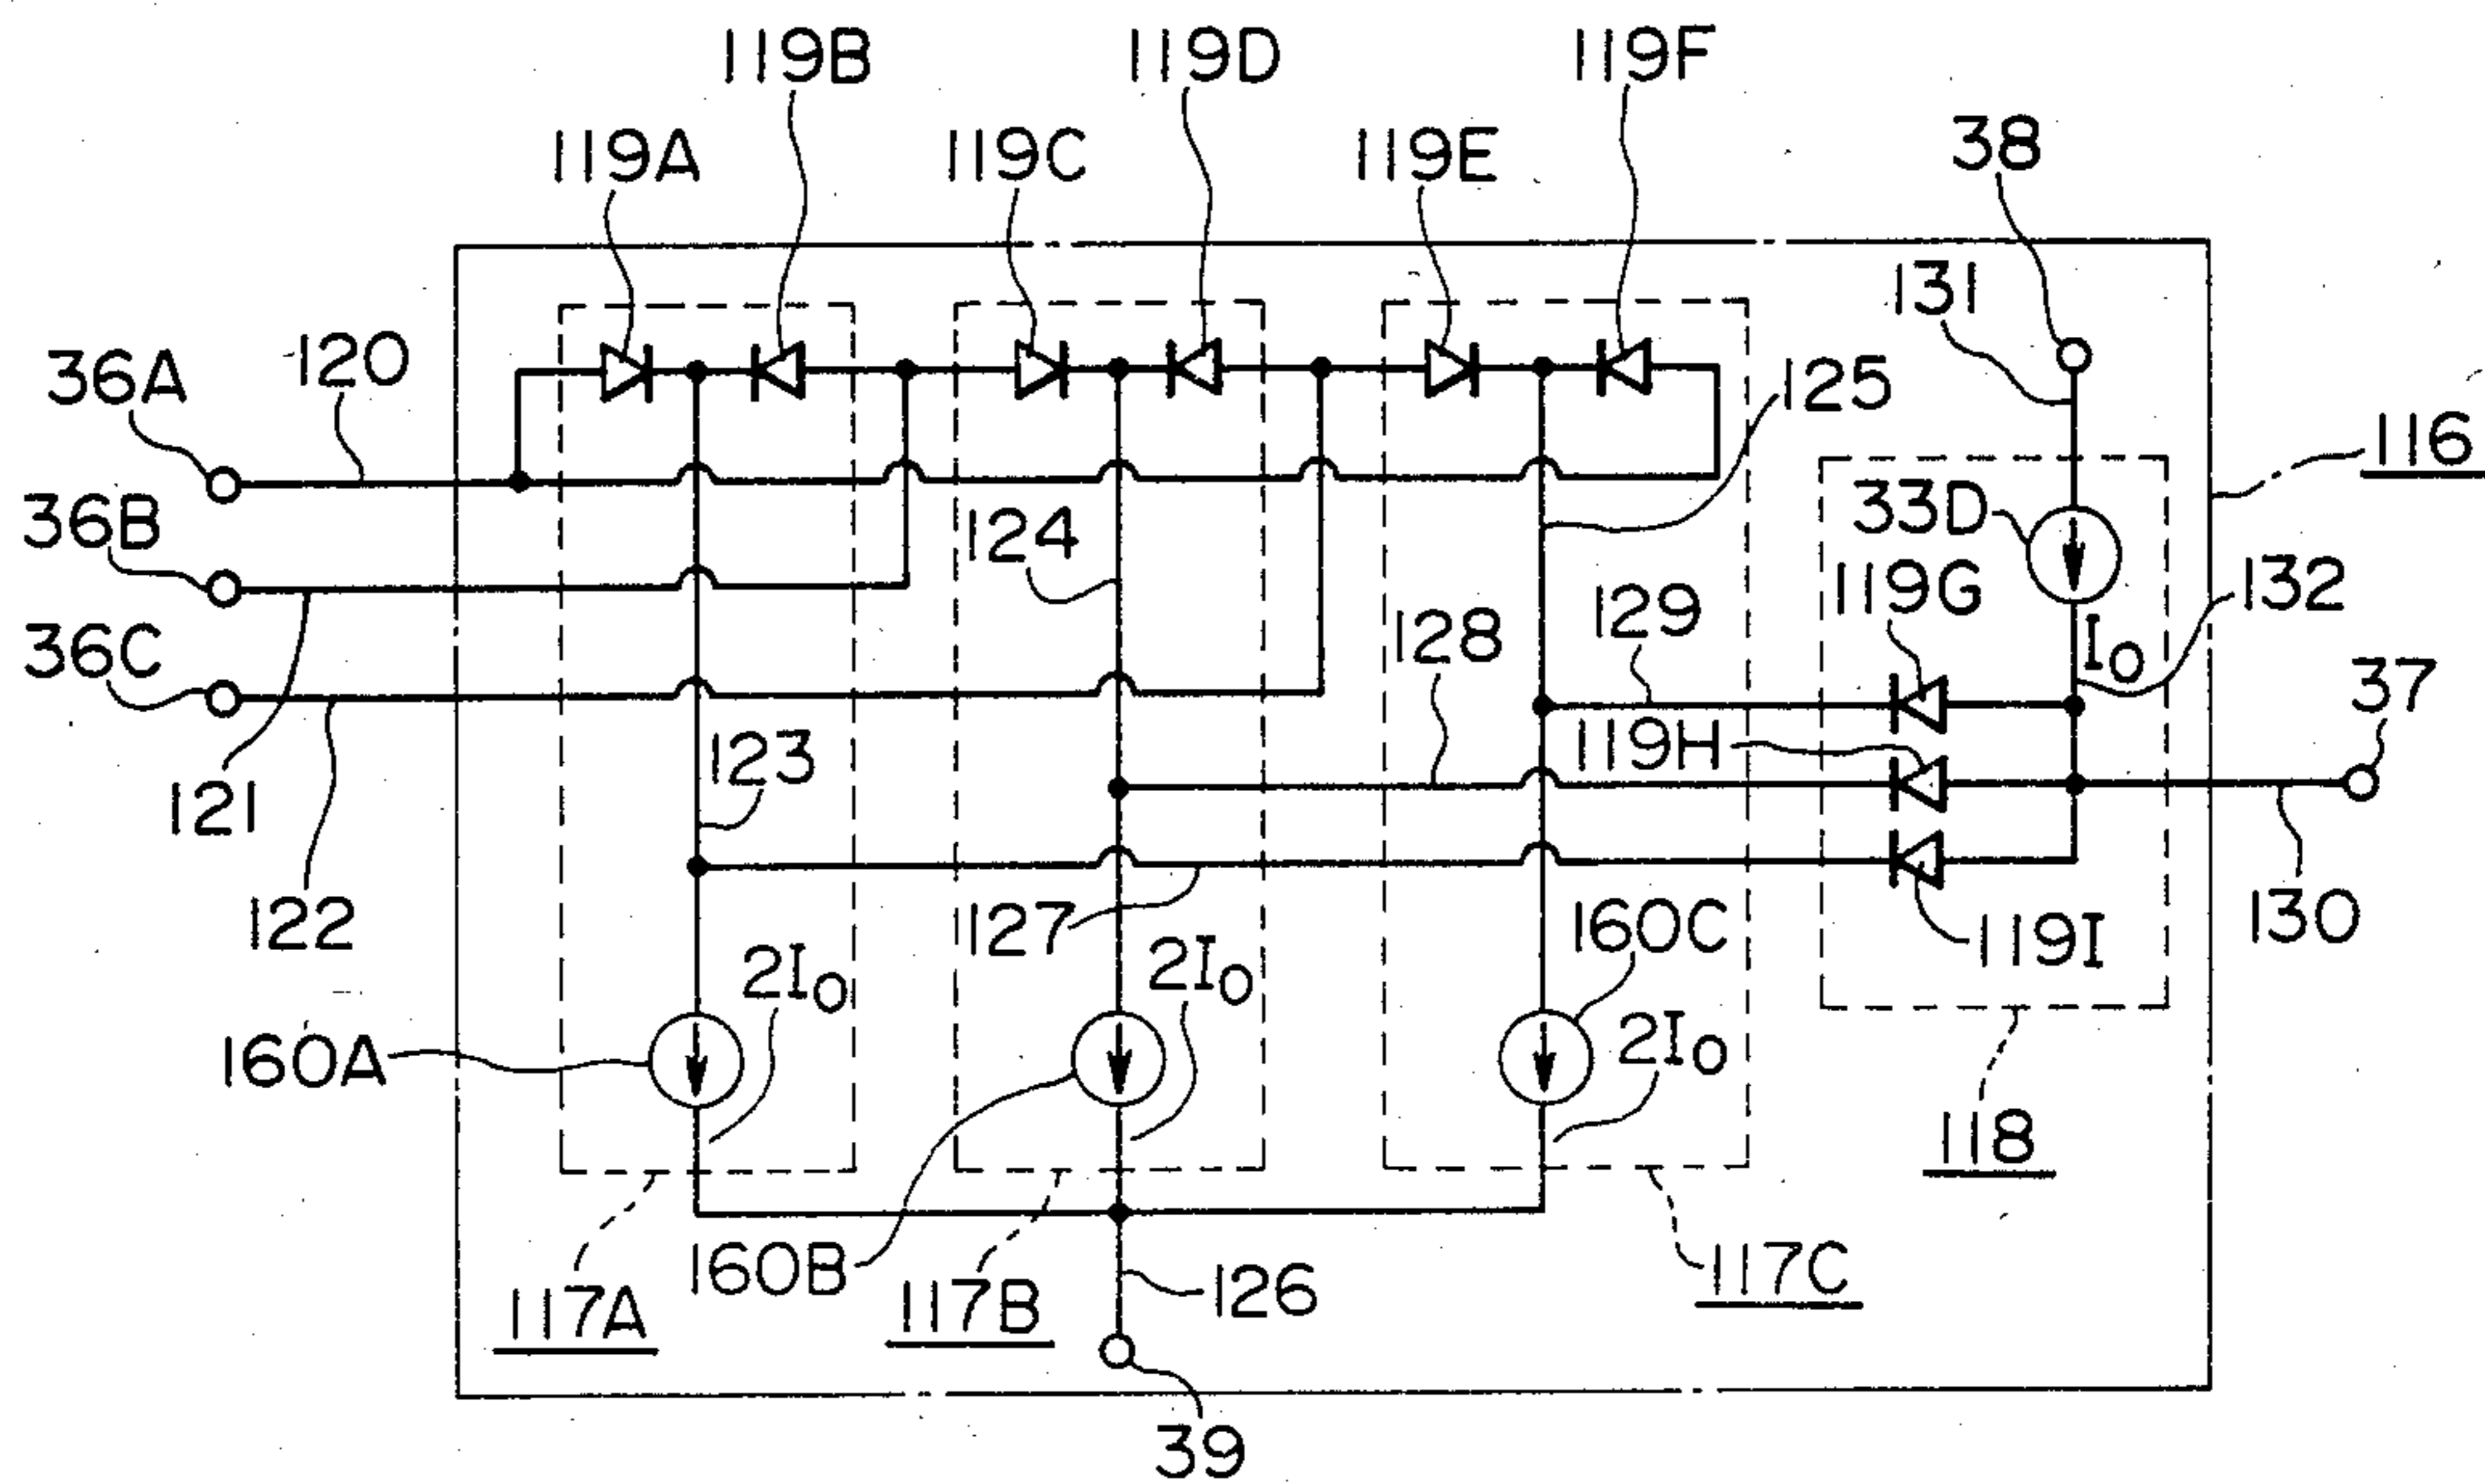 119B 119D 119F
119A 119C 119E 38
131
36A 120 125
116
36B 124 33D
119G 132
129
36C 128 I₀ 37
123 119H
121
122 127 160C 119I 130
2I₀ 2I₀
160A 2I₀
118
160B 117C
117A 117B 126
39